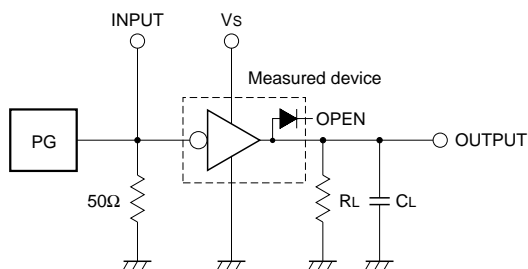 INPUT
Vs
Measured device
PG
OPEN
OUTPUT
50Ω
RL
CL